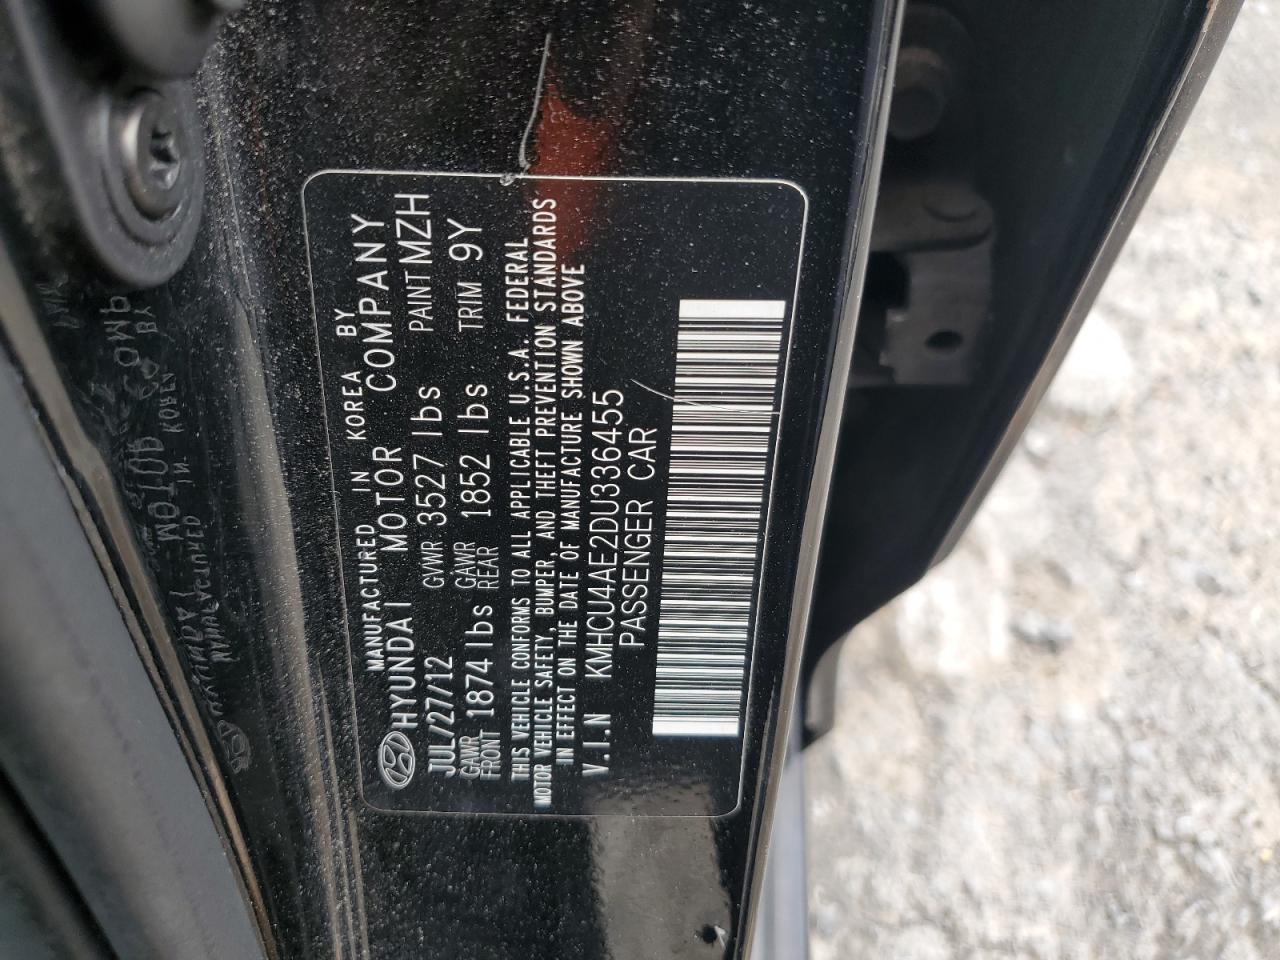 MANUFACTURED IN KOREA BY
HYUNDAI MOTOR COMPANY
JUL/27/12 GVWR 3527 lbs PAINT MZH
GAWR FRONT 1874 lbs GAWR REAR 1852 lbs TRIM 9Y
THIS VEHICLE CONFORMS TO ALL APPLICABLE U.S.A. FEDERAL
MOTOR VEHICLE SAFETY, BUMPER, AND THEFT PREVENTION STANDARDS
IN EFFECT ON THE DATE OF MANUFACTURE SHOWN ABOVE
V.I.N KMHCU4AE2DU336455
PASSENGER CAR